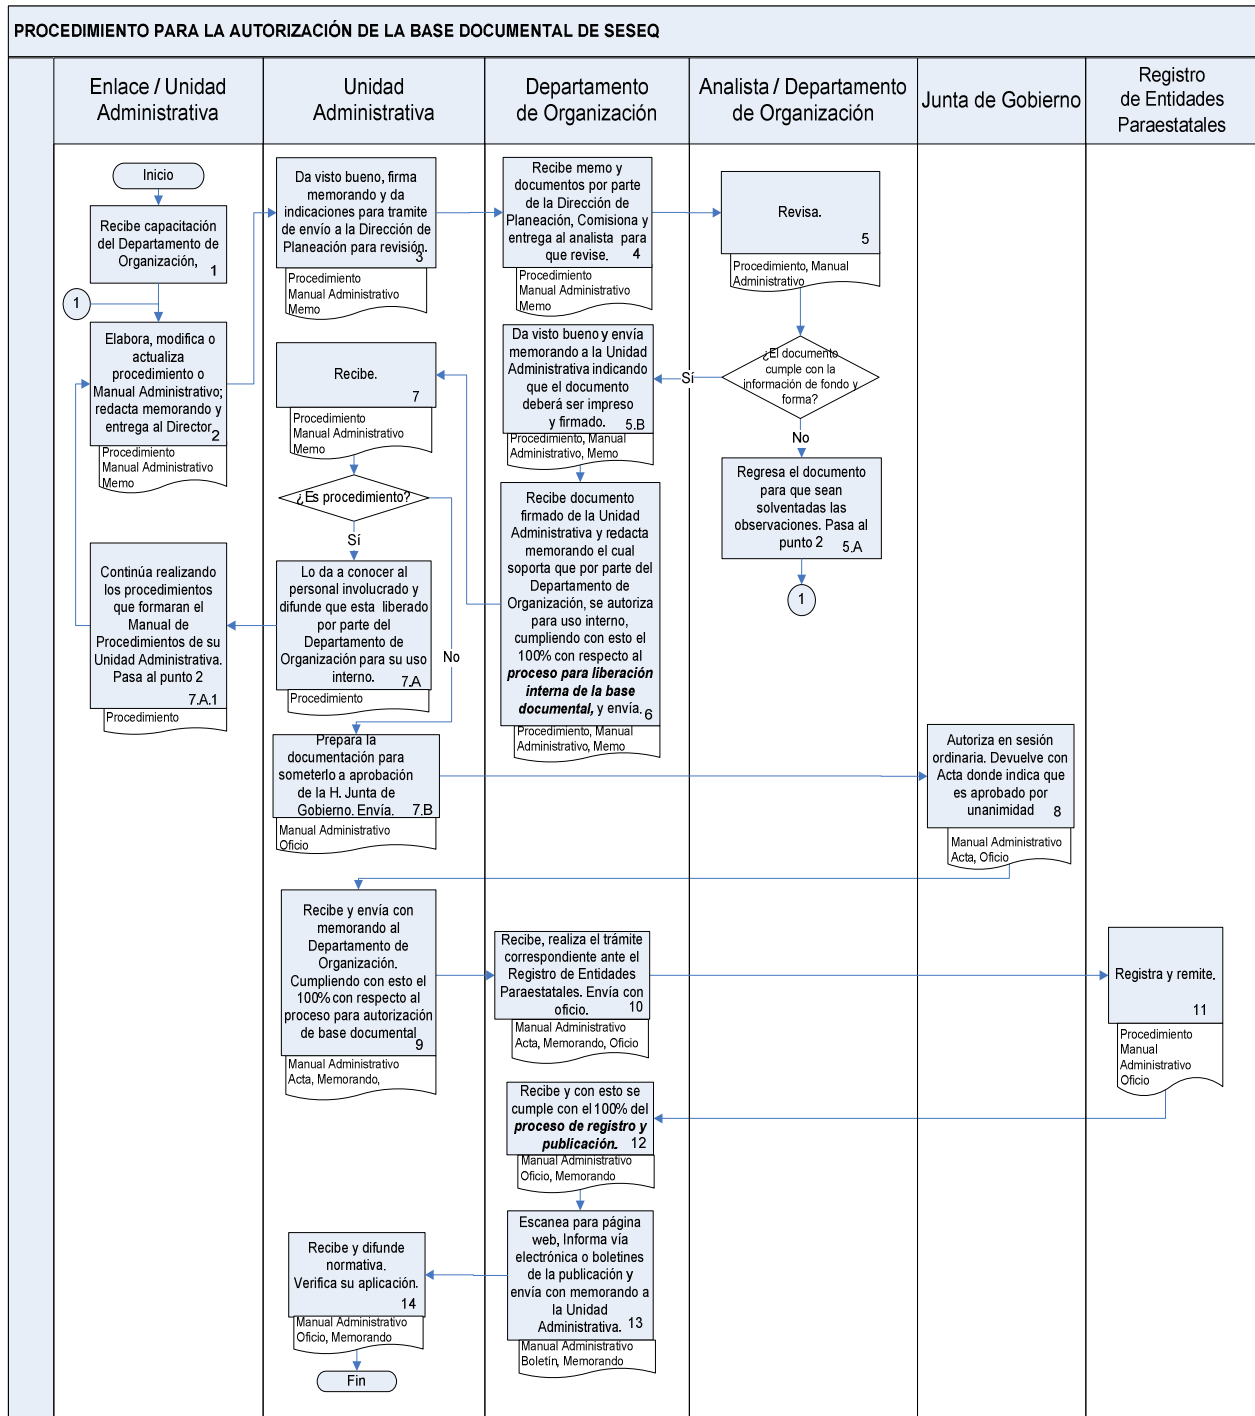 PROCEDIMIENTO PARA LA AUTORIZACIÓN DE LA BASE DOCUMENTAL DE SESEQ
Enlace / Unidad
Administrativa
Unidad
Administrativa
Departamento
de Organización
Analista / Departamento
de Organización
Junta de Gobierno
Registro
de Entidades
Paraestatales
Inicio
Recibe capacitación
del Departamento de
Organización,
1
1
Elabora, modifica o
actualiza
procedimiento o
Manual Administrativo;
redacta memorando y
entrega al Director
2
Procedimiento
Manual Administrativo
Memo
Da visto bueno, firma
memorando y da
indicaciones para tramite
de envío a la Dirección de
Planeación para revisión.
3
Procedimiento
Manual Administrativo
Memo
Recibe memo y
documentos por parte
de la Dirección de
Planeación, Comisiona y
entrega al analista para
que revise.
4
Procedimiento
Manual Administrativo
Memo
Revisa.
5
Procedimiento, Manual
Administrativo
¿El documento
cumple con la
información de fondo y
forma?
Sí
No
Regresa el documento
para que sean
solventadas las
observaciones. Pasa al
punto 2
5.A
1
Da visto bueno y envía
memorando a la Unidad
Administrativa indicando
que el documento
deberá ser impreso
y firmado.
5.B
Procedimiento, Manual
Administrativo, Memo
Recibe documento
firmado de la Unidad
Administrativa y redacta
memorando el cual
soporta que por parte del
Departamento de
Organización, se autoriza
para uso interno,
cumpliendo con esto el
100% con respecto al
proceso para liberación
interna de la base
documental, y envía.
6
Procedimiento, Manual
Administrativo, Memo
Recibe.
7
Procedimiento
Manual Administrativo
Memo
¿Es procedimiento?
Sí
No
Lo da a conocer al
personal involucrado y
difunde que esta liberado
por parte del
Departamento de
Organización para su uso
interno.
7.A
Procedimiento
Continúa realizando
los procedimientos
que formaran el
Manual de
Procedimientos de su
Unidad Administrativa.
Pasa al punto 2
7.A.1
Procedimiento
Prepara la
documentación para
someterlo a aprobación
de la H. Junta de
Gobierno. Envía.
7.B
Manual Administrativo
Oficio
Autoriza en sesión
ordinaria. Devuelve con
Acta donde indica que
es aprobado por
unanimidad
8
Manual Administrativo
Acta, Oficio
Recibe y envía con
memorando al
Departamento de
Organización.
Cumpliendo con esto el
100% con respecto al
proceso para autorización
de base documental
9
Manual Administrativo
Acta, Memorando,
Recibe, realiza el trámite
correspondiente ante el
Registro de Entidades
Paraestatales. Envía con
oficio.
10
Manual Administrativo
Acta, Memorando, Oficio
Registra y remite.
11
Procedimiento
Manual
Administrativo
Oficio
Recibe y con esto se
cumple con el 100% del
proceso de registro y
publicación.
12
Manual Administrativo
Oficio, Memorando
Escanea para página
web, Informa vía
electrónica o boletines
de la publicación y
envía con memorando a
la Unidad
Administrativa.
13
Manual Administrativo
Boletín, Memorando
Recibe y difunde
normativa.
Verifica su aplicación.
14
Manual Administrativo
Oficio, Memorando
Fin